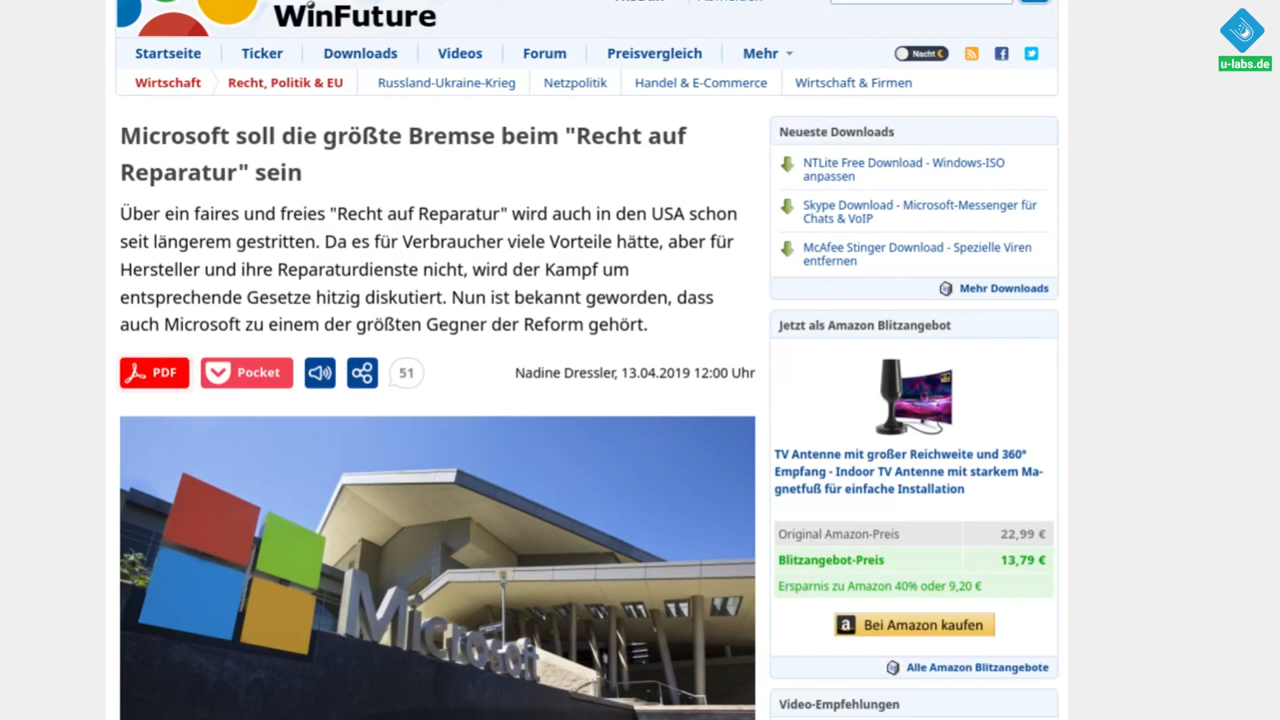 WinFuture
Startseite
Ticker
Downloads
Videos
Forum
Preisvergleich
Mehr
Nacht
Wirtschaft
Recht, Politik & EU
Russland-Ukraine-Krieg
Netzpolitik
Handel & E-Commerce
Wirtschaft & Firmen
u-labs.de
Microsoft soll die größte Bremse beim "Recht auf
Reparatur" sein
Über ein faires und freies "Recht auf Reparatur" wird auch in den USA schon
seit längerem gestritten. Da es für Verbraucher viele Vorteile hätte, aber für
Hersteller und ihre Reparaturdienste nicht, wird der Kampf um
entsprechende Gesetze hitzig diskutiert. Nun ist bekannt geworden, dass
auch Microsoft zu einem der größten Gegner der Reform gehört.
PDF
Pocket
51
Nadine Dressler, 13.04.2019 12:00 Uhr
Microsoft
Neueste Downloads
NTLite Free Download - Windows-ISO
anpassen
Skype Download - Microsoft-Messenger für
Chats & VoIP
McAfee Stinger Download - Spezielle Viren
entfernen
Mehr Downloads
Jetzt als Amazon Blitzangebot
TV Antenne mit großer Reichweite und 360°
Empfang - Indoor TV Antenne mit starkem Ma-
gnetfuß für einfache Installation
Original Amazon-Preis 22,99 €
Blitzangebot-Preis 13,79 €
Ersparnis zu Amazon 40% oder 9,20 €
a Bei Amazon kaufen
Alle Amazon Blitzangebote
Video-Empfehlungen